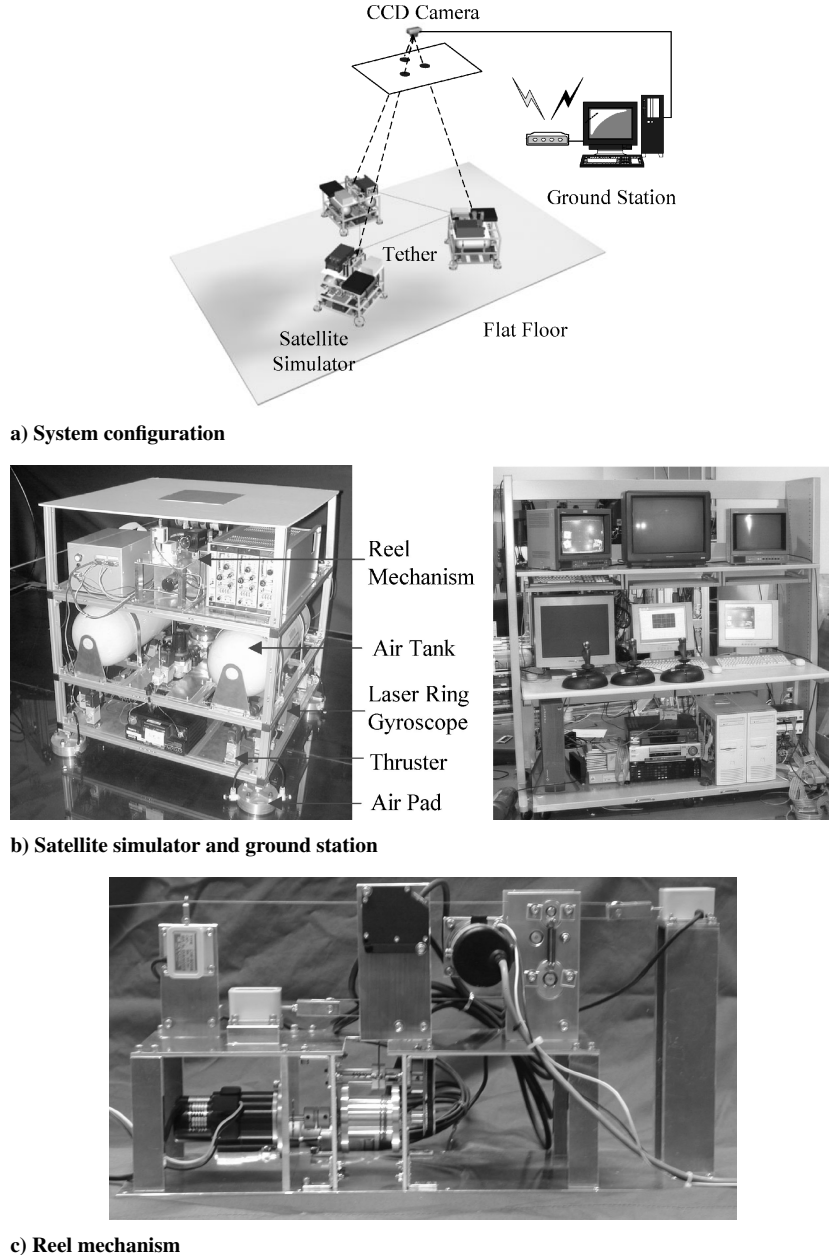 CCD Camera
Ground Station
Tether
Satellite
Simulator
Flat Floor
a) System configuration
Reel
Mechanism
Air Tank
Laser Ring
Gyroscope
Thruster
Air Pad
b) Satellite simulator and ground station
c) Reel mechanism